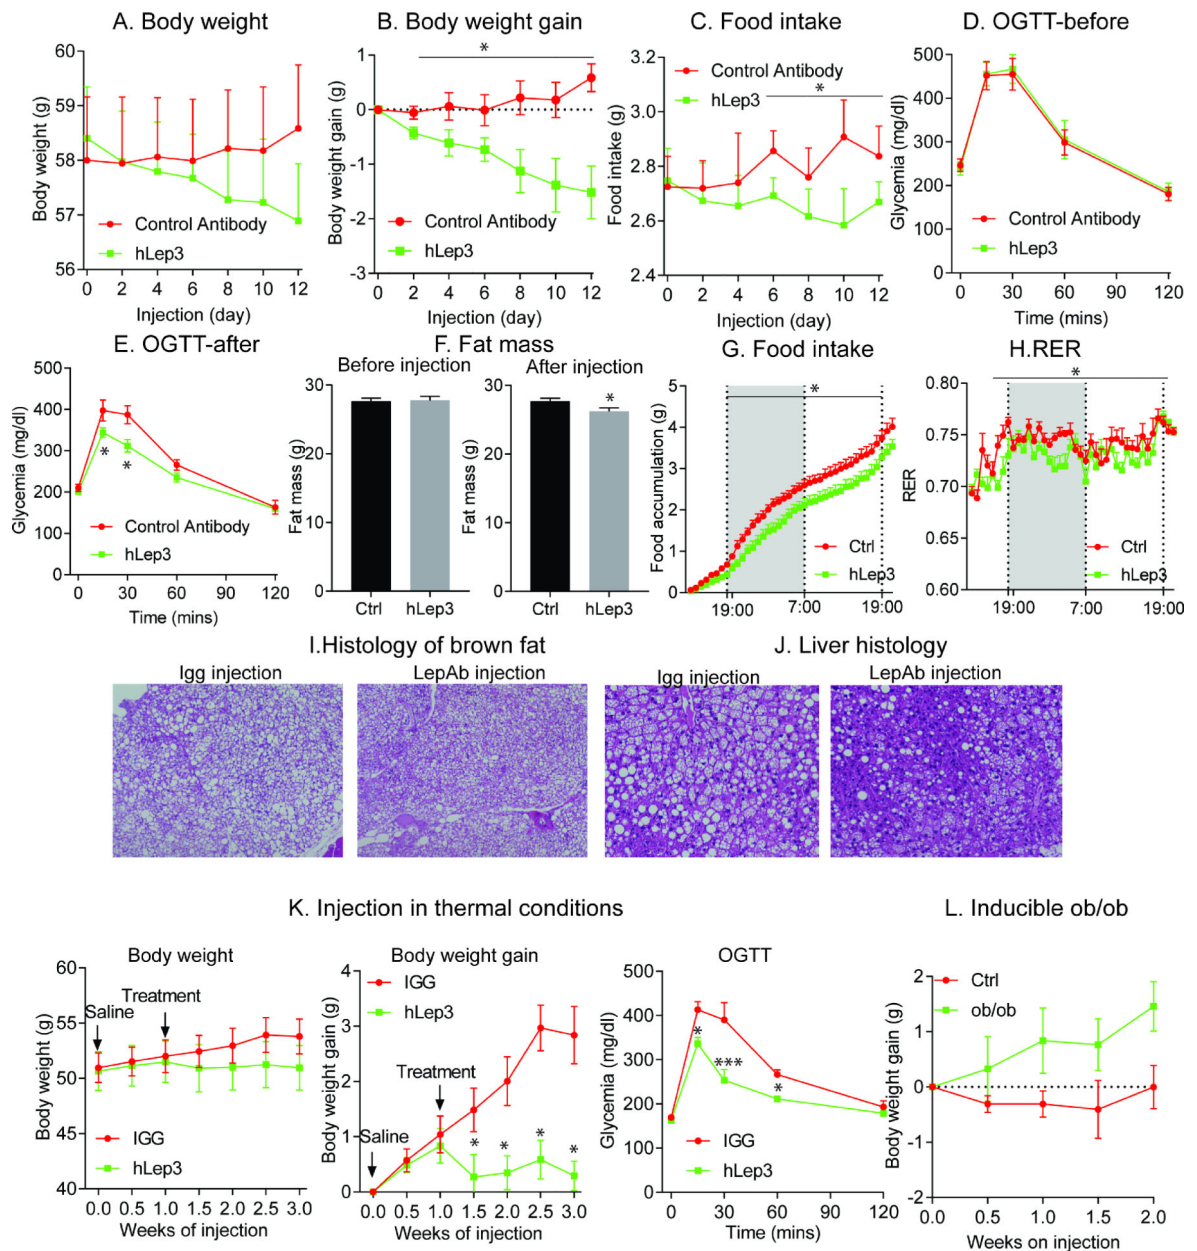 A. Body weight
60
59
58
57
56
Body weight (g)
Control Antibody
hLep3
0 2 4 6 8 10 12
Injection (day)
B. Body weight gain
*
1
0
-1
-2
-3
Body weight gain (g)
Control Antibody
hLep3
0 2 4 6 8 10 12
Injection (day)
C. Food intake
3.2
3.0
2.8
2.6
2.4
Food intake (g)
Control Antibody
hLep3
*
0 2 4 6 8 10 12
Injection (day)
D. OGTT-before
500
400
300
200
100
0
Glycemia (mg/dl)
Control Antibody
hLep3
0 30 60 90 120
Time (mins)
E. OGTT-after
500
400
300
200
100
0
Glycemia (mg/dl)
* *
Control Antibody
hLep3
0 30 60 90 120
Time (mins)
F. Fat mass
Before injection
30
20
10
0
Fat mass (g)
Ctrl hLep3
After injection
30
20
10
0
Fat mass (g)
*
Ctrl hLep3
G. Food intake
5
4
3
2
1
0
Food accumulation (g)
*
Ctrl
hLep3
19:00 7:00 19:00
H.RER
*
0.80
0.75
0.70
0.65
0.60
RER
Ctrl
hLep3
19:00 7:00 19:00
I.Histology of brown fat
Igg injection LepAb injection
J. Liver histology
Igg injection LepAb injection
K. Injection in thermal conditions
Body weight
60
55
50
45
40
Body weight (g)
Saline
Treatment
IGG
hLep3
0.0 0.5 1.0 1.5 2.0 2.5 3.0
Weeks of injection
Body weight gain
4
3
2
1
0
Body weight gain (g)
IGG
hLep3
Treatment
Saline
* * * *
0.0 0.5 1.0 1.5 2.0 2.5 3.0
Weeks of injection
OGTT
500
400
300
200
100
0
Glycemia (mg/dl)
*
***
*
IGG
hLep3
0 30 60 90 120
Time (mins)
L. Inducible ob/ob
2
1
0
-1
-2
Body weight gain (g)
Ctrl
ob/ob
0.0 0.5 1.0 1.5 2.0
Weeks on injection